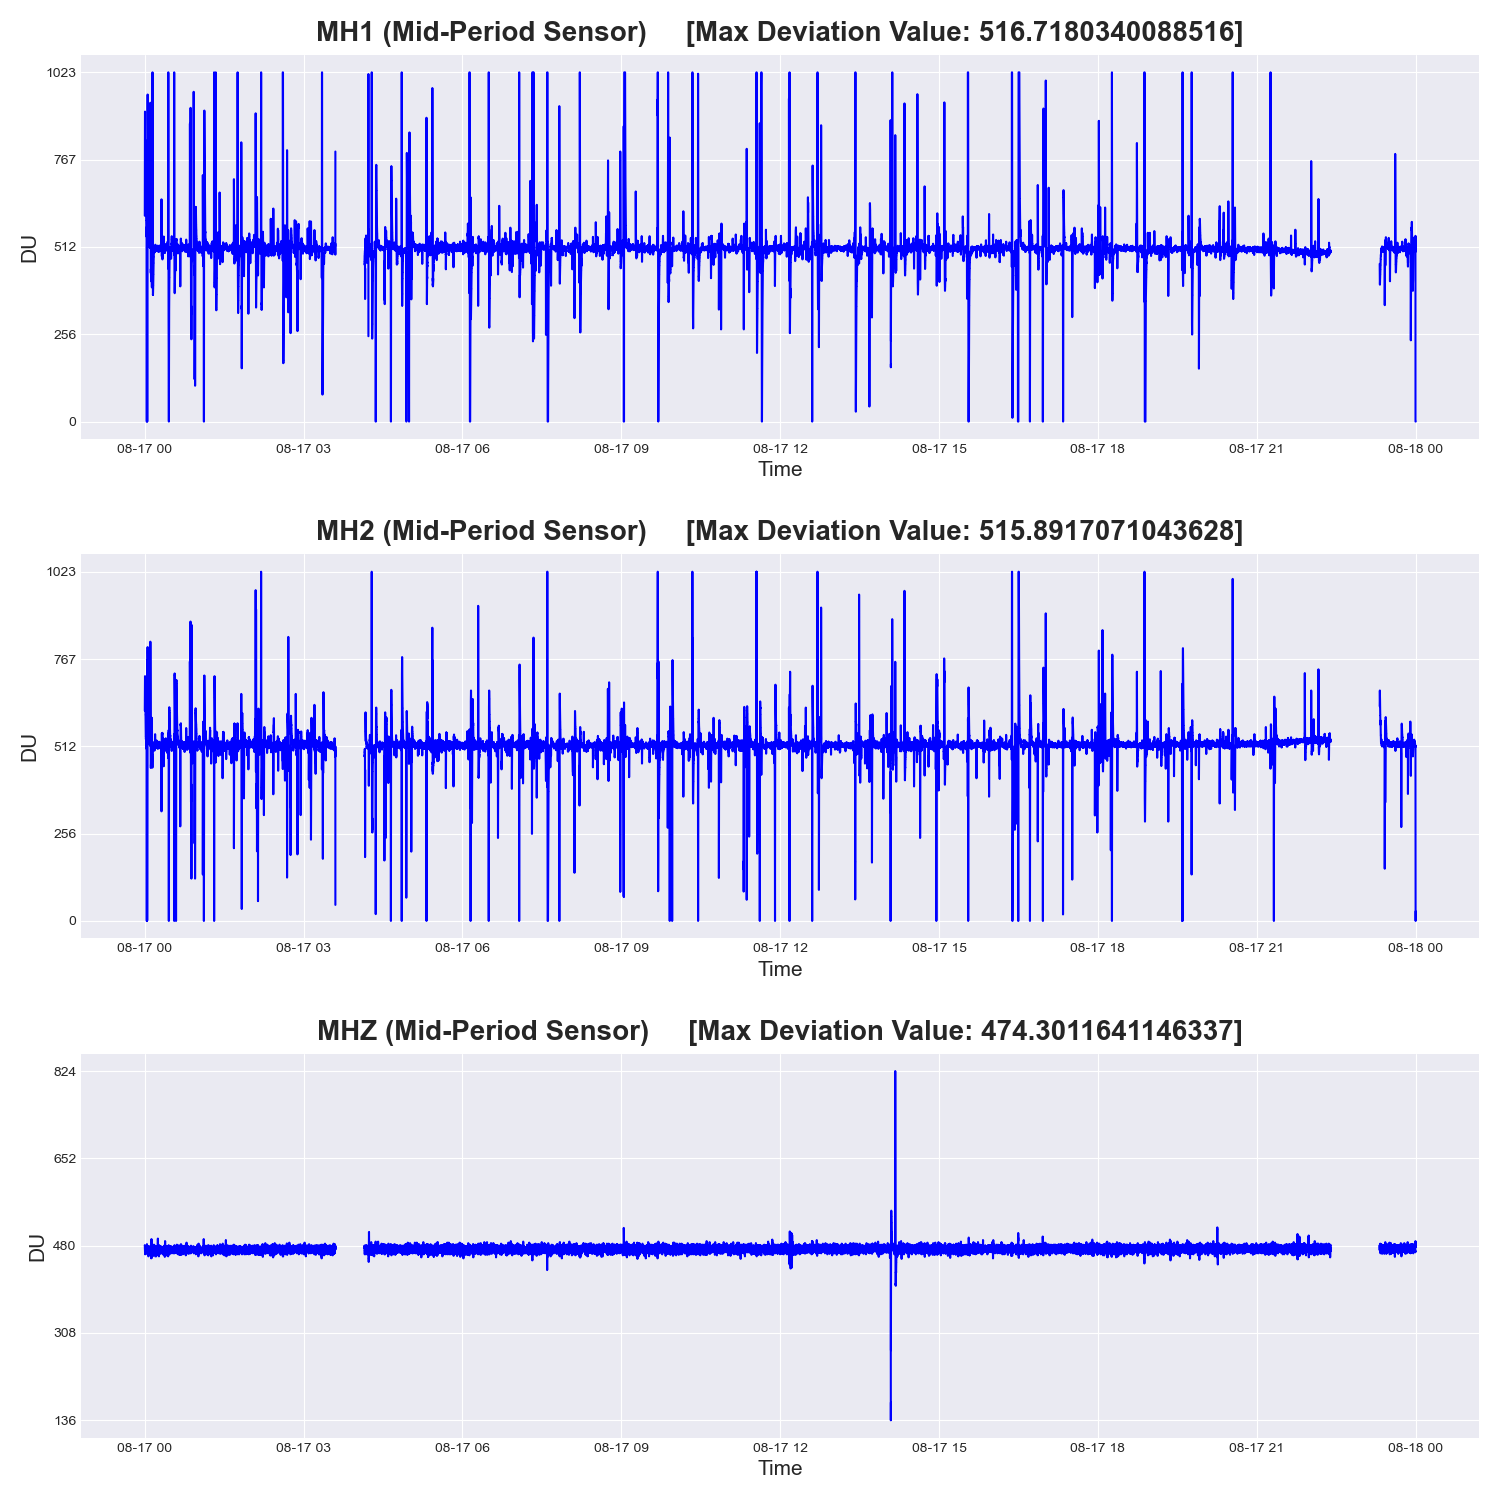 MH1 (Mid-Period Sensor) [Max Deviation Value: 516.7180340088516]
1023
767
512
256
0
DU
08-17 00 08-17 03 08-17 06 08-17 09 08-17 12 08-17 15 08-17 18 08-17 21 08-18 00
Time
MH2 (Mid-Period Sensor) [Max Deviation Value: 515.8917071043628]
1023
767
512
256
0
DU
08-17 00 08-17 03 08-17 06 08-17 09 08-17 12 08-17 15 08-17 18 08-17 21 08-18 00
Time
MHZ (Mid-Period Sensor) [Max Deviation Value: 474.3011641146337]
824
652
480
308
136
DU
08-17 00 08-17 03 08-17 06 08-17 09 08-17 12 08-17 15 08-17 18 08-17 21 08-18 00
Time